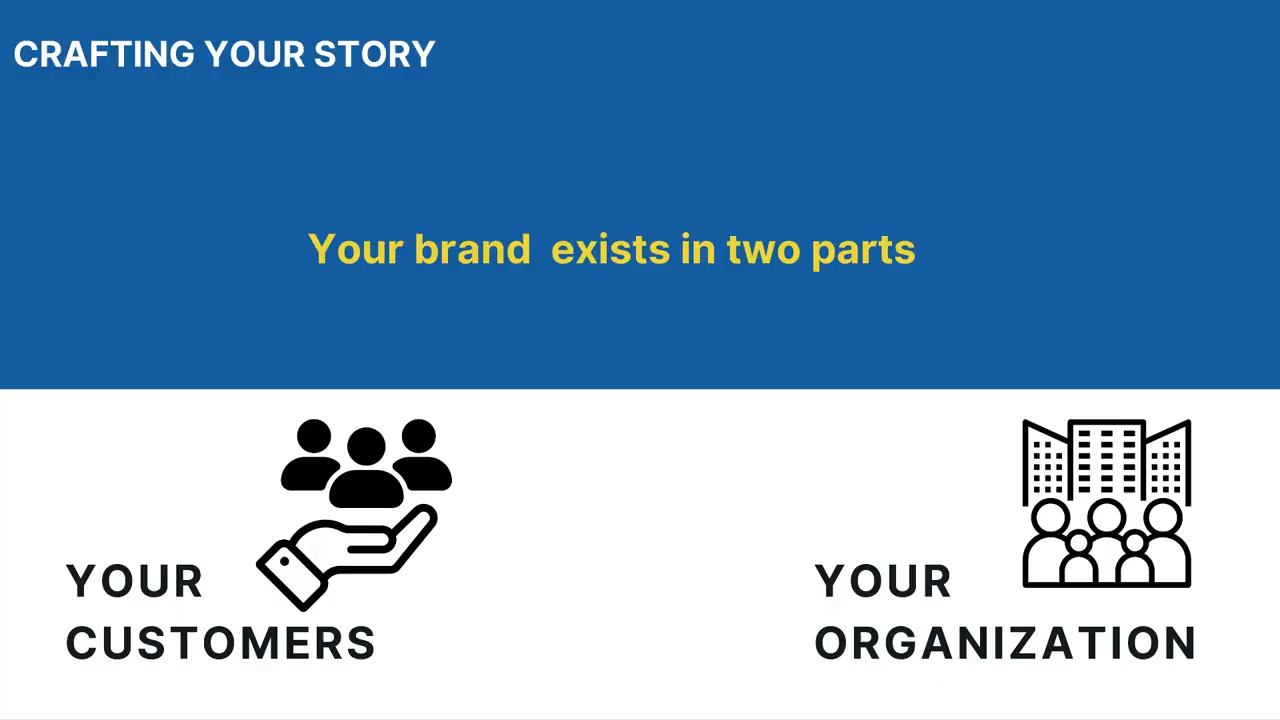 CRAFTING YOUR STORY
Your brand  exists in two parts
YOUR
CUSTOMERS
YOUR
ORGANIZATION